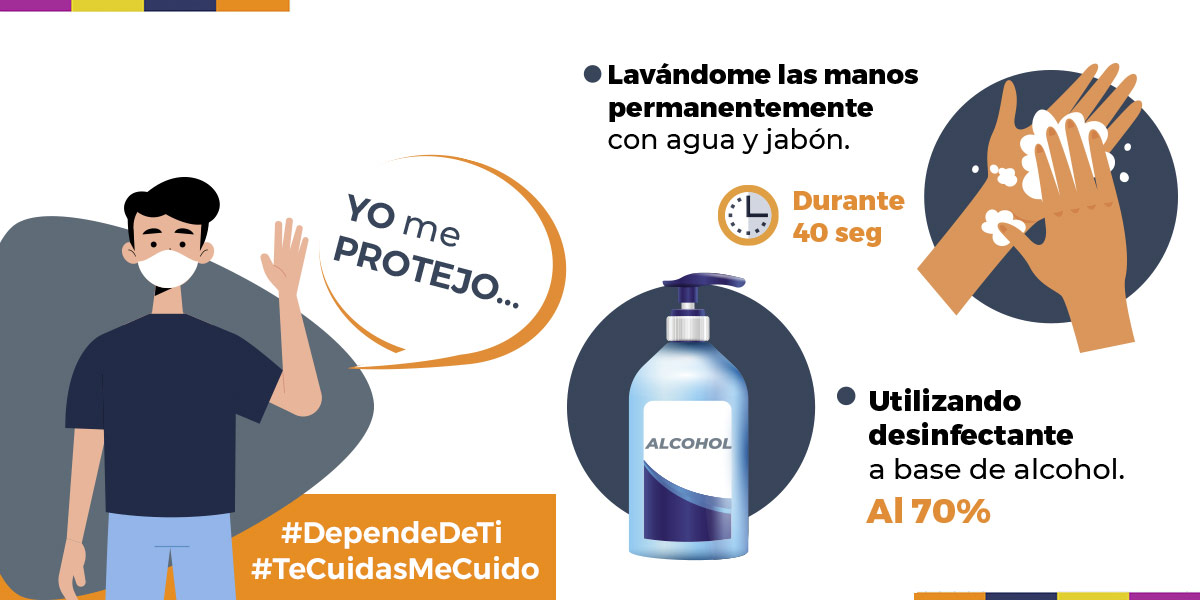 YO me
PROTEJO...
Lavándome las manos
permanentemente
con agua y jabón.
Durante
40 seg
ALCOHOL
Utilizando
desinfectante
a base de alcohol.
Al 70%
#DependeDeTi
#TeCuidasMeCuido